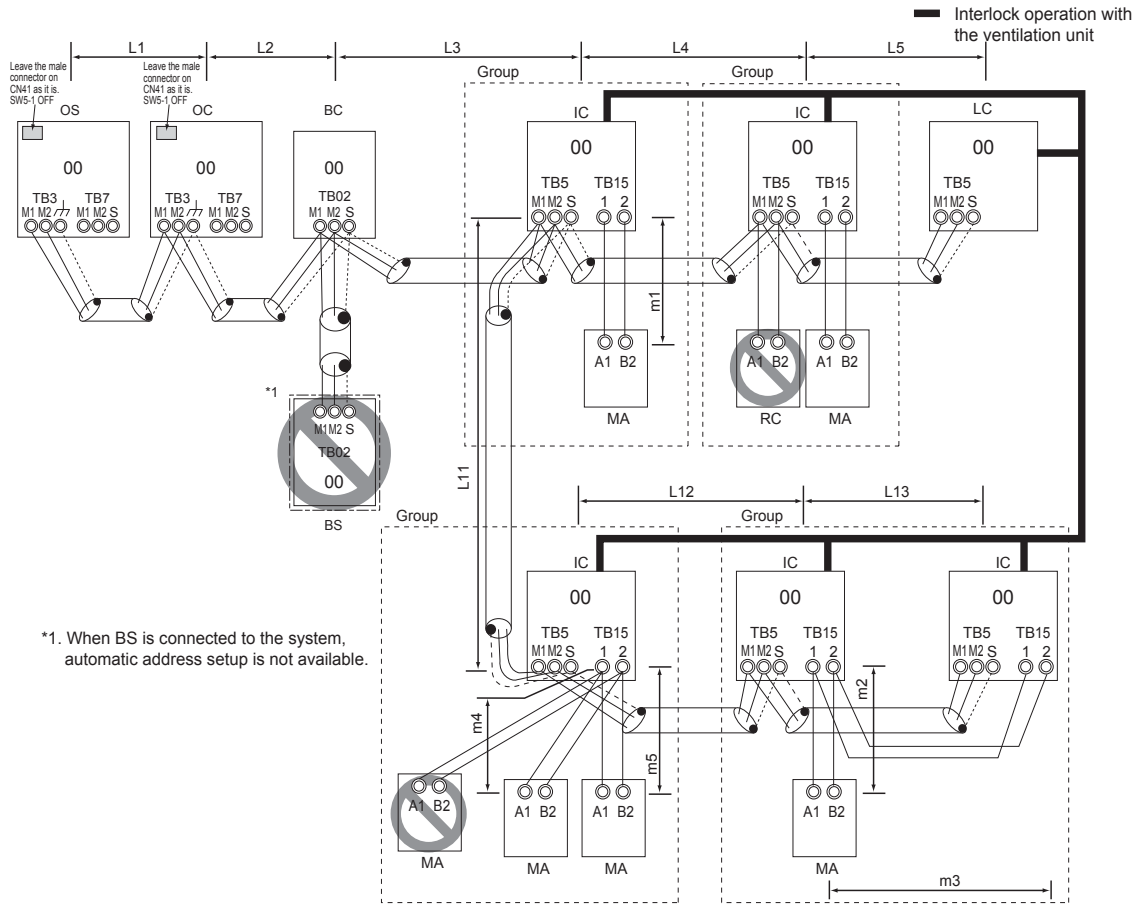 Interlock operation with
the ventilation unit
L1 L2 L3 L4 L5
Leave the male
connector on
CN41 as it is.
SW5-1 OFF
Leave the male
connector on
CN41 as it is.
SW5-1 OFF
Group Group
OS OC BC IC IC LC
00 00 00 00 00 00
TB3 TB7 TB3 TB7 TB02 TB5 TB15 TB5 TB15 TB5
M1 M2 M1 M2 S M1 M2 M1 M2 S M1 M2 S M1 M2 S 1 2 M1 M2 S 1 2 M1 M2 S
m1
A1 B2 A1 B2 A1 B2
MA RC MA
*1
M1 M2 S
TB02
00
BS
L11
L12 L13
Group Group
IC IC IC
00 00 00
*1. When BS is connected to the system,
automatic address setup is not available.
TB5 TB15 TB5 TB15 TB5 TB15
M1 M2 S 1 2 M1 M2 S 1 2 M1 M2 S 1 2
m4 m5 m2
A1 B2 A1 B2 A1 B2 A1 B2
MA MA MA MA
m3